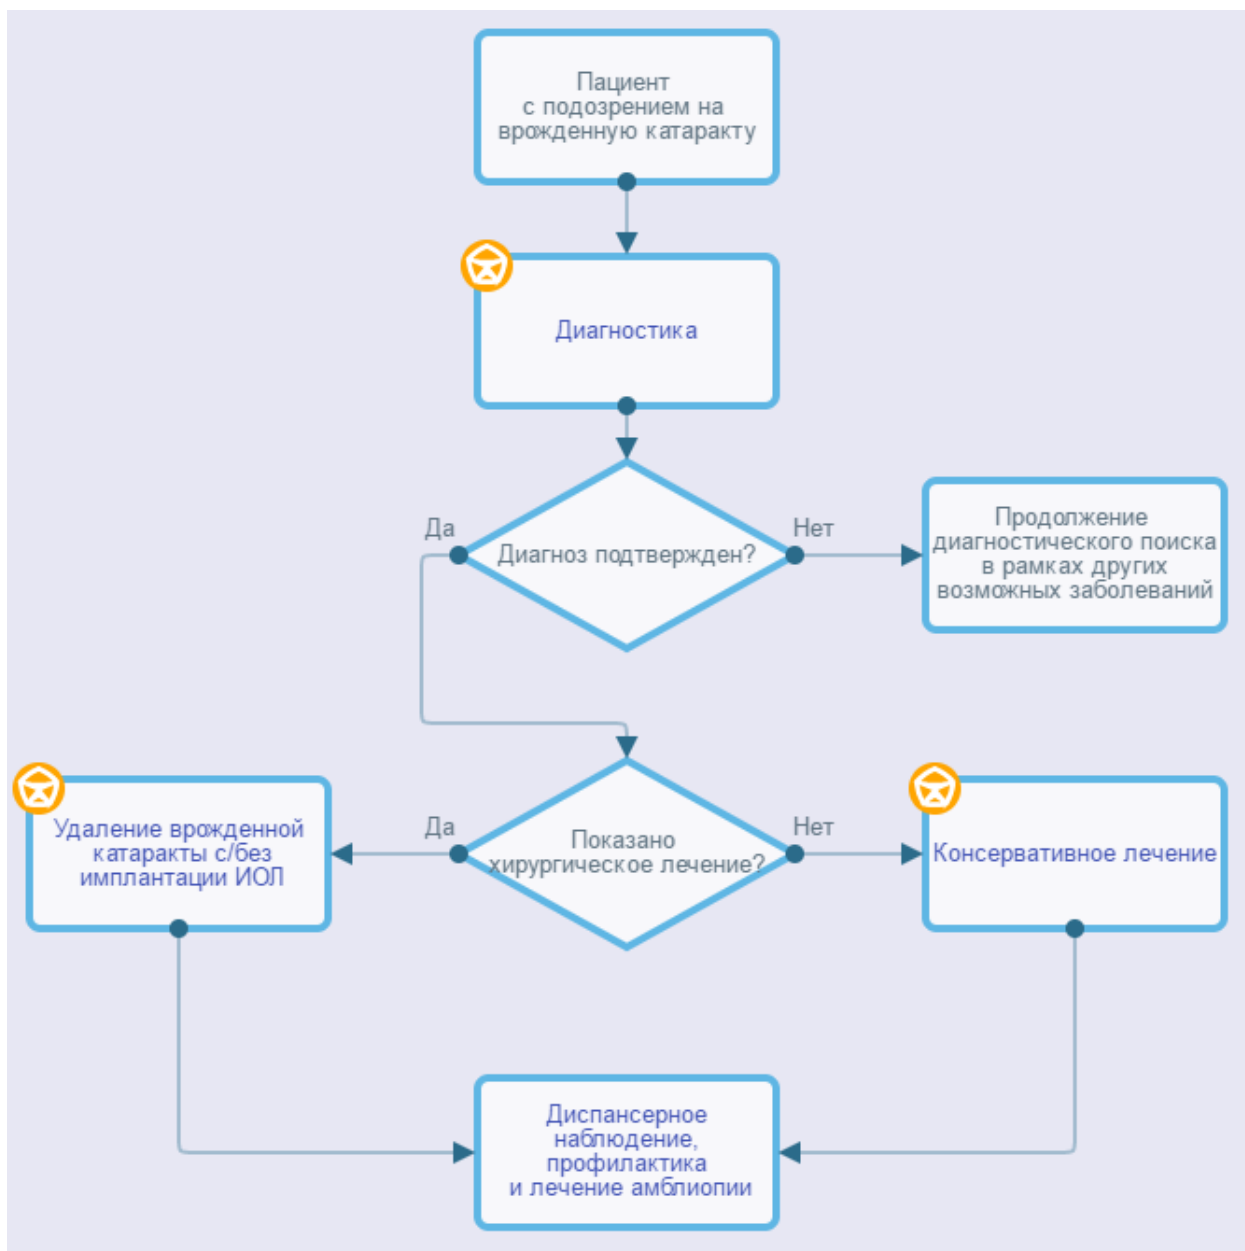 Пациент
с подозрением на
врожденную катаракту
Диагностика
Да
Нет
Диагноз подтвержден?
Продолжение
диагностического поиска
в рамках других
возможных заболеваний
Удаление врожденной
катаракты с/без
имплантации ИОЛ
Да
Показано
хирургическое лечение?
Нет
Консервативное лечение
Диспансерное
наблюдение,
профилактика
и лечение амблиопии